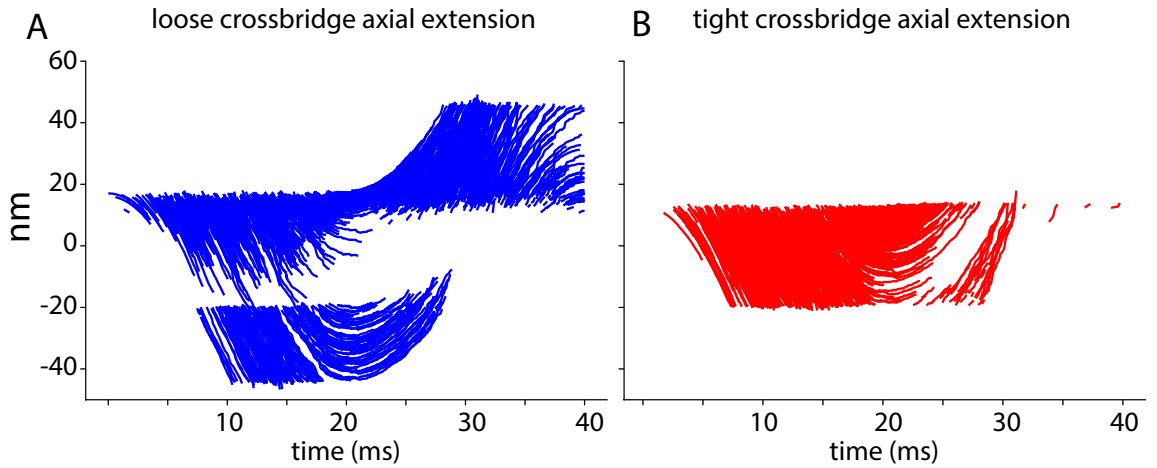 A loose crossbridge axial extension
B tight crossbridge axial extension
nm
60
40
20
0
-20
-40
10 20 30 40
time (ms)
10 20 30 40
time (ms)